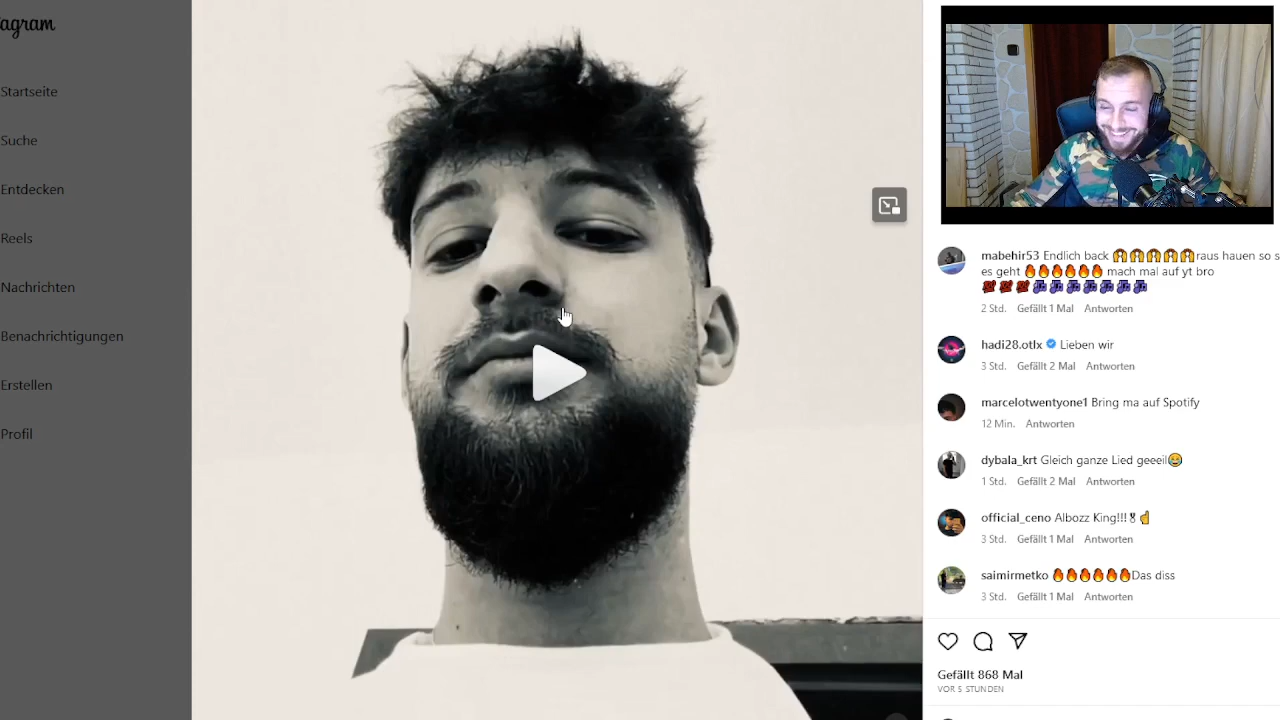 agram
Startseite
Suche
Entdecken
Reels
Nachrichten
Benachrichtigungen
Erstellen
Profil
mabehir53 Endlich back 🙌🙌🙌🙌🙌raus hauen so s
es geht 🔥🔥🔥🔥🔥🔥 mach mal auf yt bro
2 Std. Gefällt 1 Mal Antworten
hadi28.otlx Lieben wir
3 Std. Gefällt 2 Mal Antworten
marcelotwentyone1 Bring ma auf Spotify
12 Min. Antworten
dybala_krt Gleich ganze Lied geeeil😂
1 Std. Gefällt 2 Mal Antworten
official_ceno Albozz King!!!🎖☝
3 Std. Gefällt 1 Mal Antworten
saimirmetko 🔥🔥🔥🔥🔥🔥Das diss
3 Std. Gefällt 1 Mal Antworten
Gefällt 868 Mal
VOR 5 STUNDEN